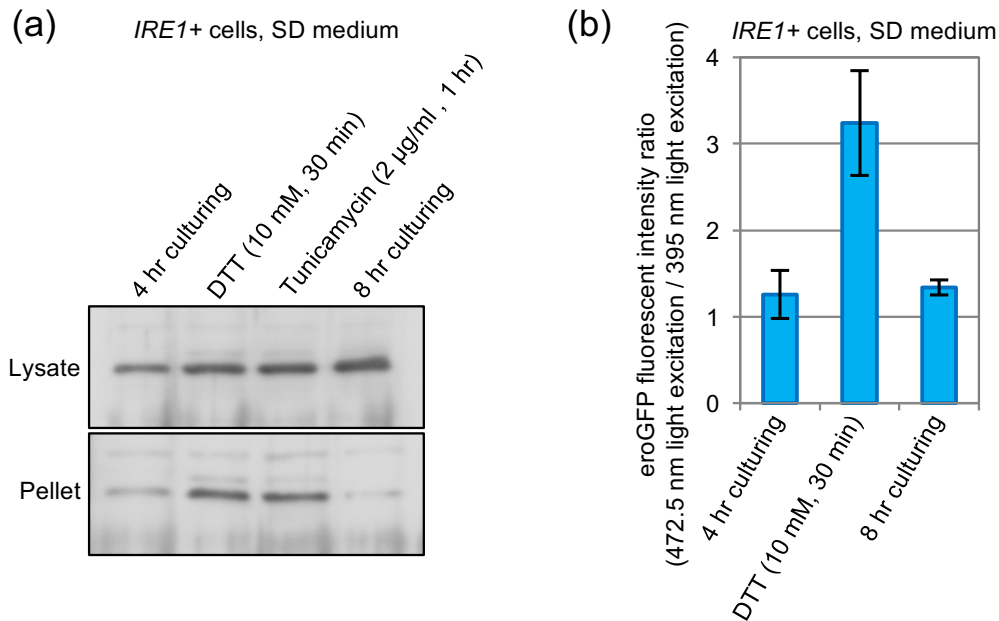 (a)
IRE1+ cells, SD medium
4 hr culturing
DTT (10 mM, 30 min)
Tunicamycin (2 µg/ml , 1 hr)
8 hr culturing
Lysate
Pellet
(b)
IRE1+ cells, SD medium
eroGFP fluorescent intensity ratio
(472.5 nm light excitation / 395 nm light excitation)
4
3
2
1
0
4 hr culturing
DTT (10 mM, 30 min)
8 hr culturing